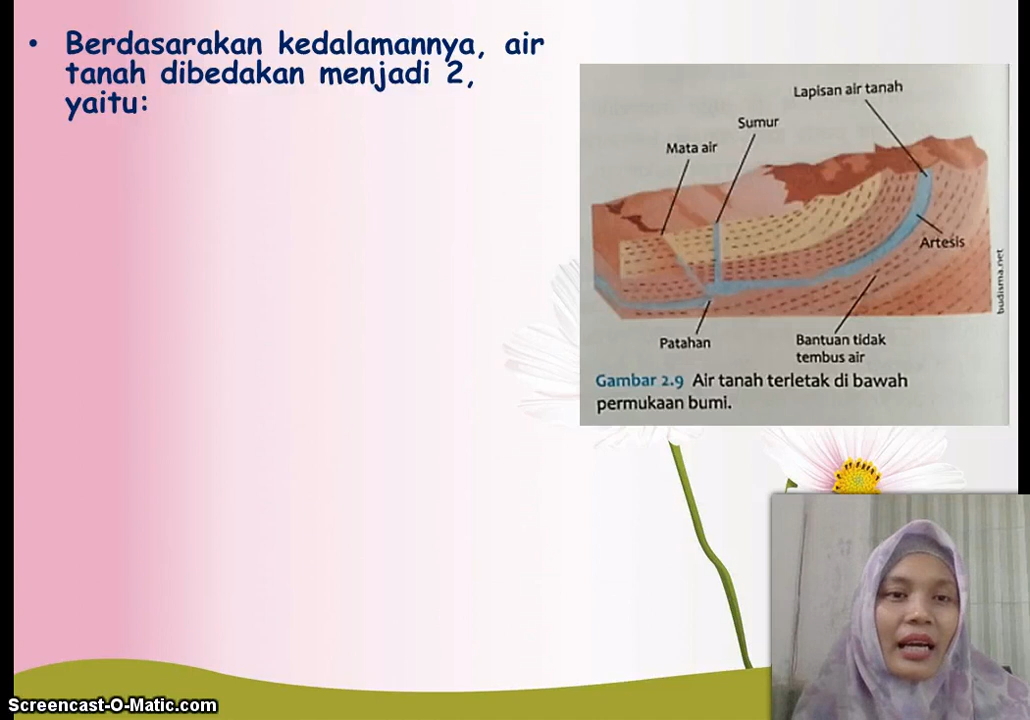 • Berdasarakan kedalamannya, air
tanah dibedakan menjadi 2,
yaitu:
Lapisan air tanah
Sumur
Mata air
Artesis
budisma.net
Patahan
Bantuan tidak
tembus air
Gambar 2.9 Air tanah terletak di bawah
permukaan bumi.
Screencast-O-Matic.com